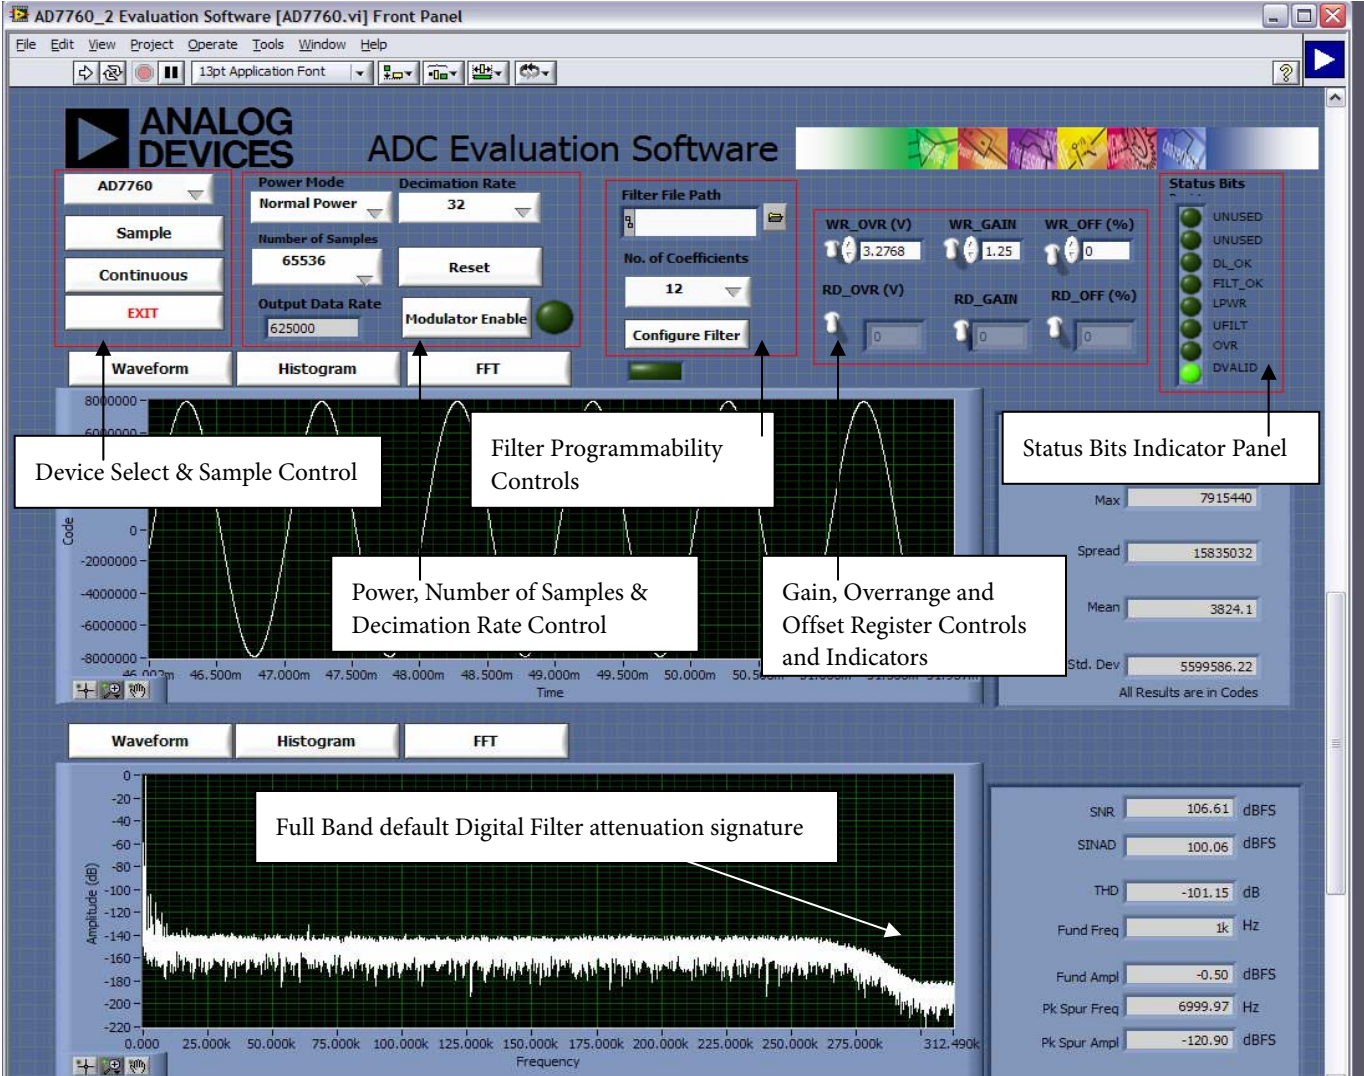 AD7760_2 Evaluation Software [AD7760.vi] Front Panel
File Edit View Project Operate Tools Window Help
13pt Application Font
ANALOG
DEVICES
ADC Evaluation Software
AD7760
Sample
Continuous
EXIT
Power Mode
Normal Power
Decimation Rate
32
Number of Samples
65536
Reset
Output Data Rate
625000
Modulator Enable
Filter File Path
No. of Coefficients
12
Configure Filter
WR_OVR (V) WR_GAIN WR_OFF (%)
3.2768 1.25 0
RD_OVR (V) RD_GAIN RD_OFF (%)
0 0 0
Status Bits
UNUSED
UNUSED
DL_OK
FILT_OK
LPWR
UFILT
OVR
DVALID
Waveform Histogram FFT
8000000
6000000
0
-2000000
-4000000
-6000000
-8000000
Code
46.500m 47.000m 47.500m 48.000m 48.500m 49.000m 49.500m 50.000m
Time
Device Select & Sample Control
Filter Programmability
Controls
Status Bits Indicator Panel
Power, Number of Samples &
Decimation Rate Control
Gain, Overrange and
Offset Register Controls
and Indicators
Max 7915440
Spread 15835032
Mean 3824.1
Std. Dev 5599586.22
All Results are in Codes
Waveform Histogram FFT
0
-20
-40
-60
-80
-100
-120
-140
-160
-180
-200
-220
Amplitude (dB)
0.000 25.000k 50.000k 75.000k 100.000k 125.000k 150.000k 175.000k 200.000k 225.000k 250.000k 275.000k 312.490k
Frequency
Full Band default Digital Filter attenuation signature
SNR 106.61 dBFS
SINAD 100.06 dBFS
THD -101.15 dB
Fund Freq 1k Hz
Fund Ampl -0.50 dBFS
Pk Spur Freq 6999.97 Hz
Pk Spur Ampl -120.90 dBFS